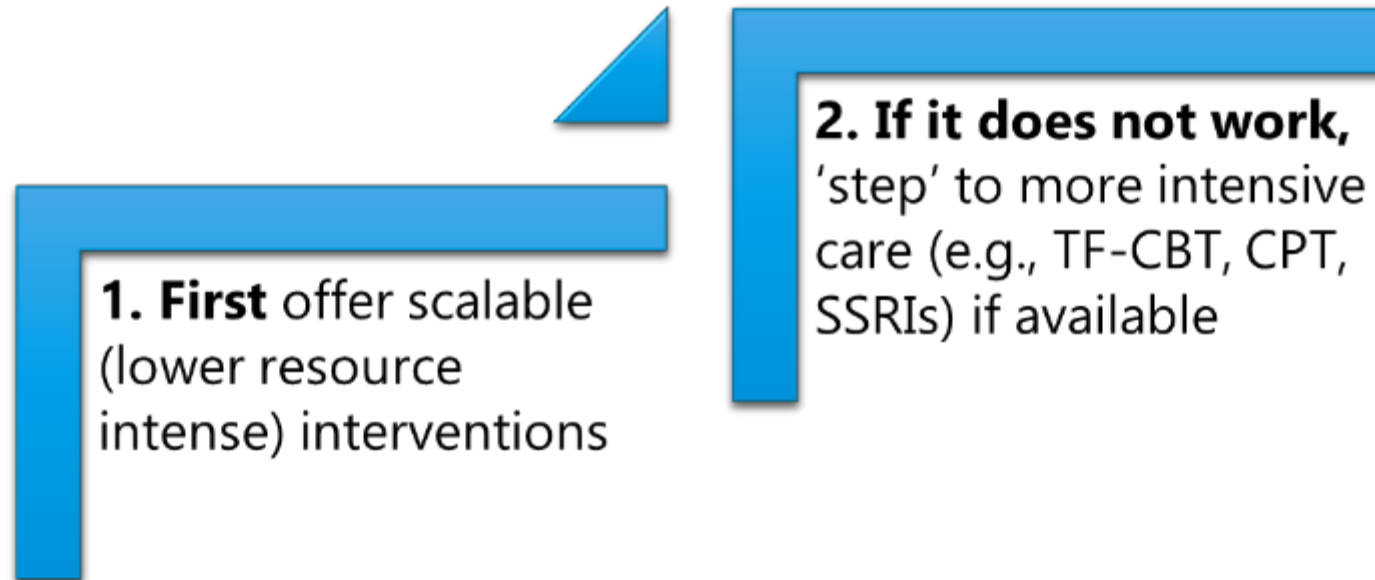 1. First offer scalable
(lower resource
intense) interventions
2. If it does not work,
‘step’ to more intensive
care (e.g., TF-CBT, CPT,
SSRIs) if available